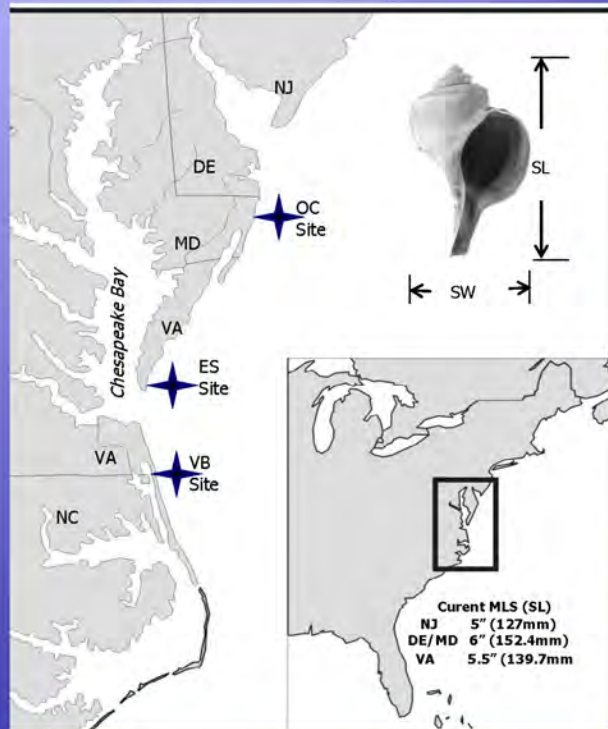 NJ
DE
OC
Site
MD
Chesapeake Bay
VA
ES
Site
VA
VB
Site
NC
SL
SW
Curent MLS (SL)
NJ 5" (127mm)
DE/MD 6" (152.4mm)
VA 5.5" (139.7mm